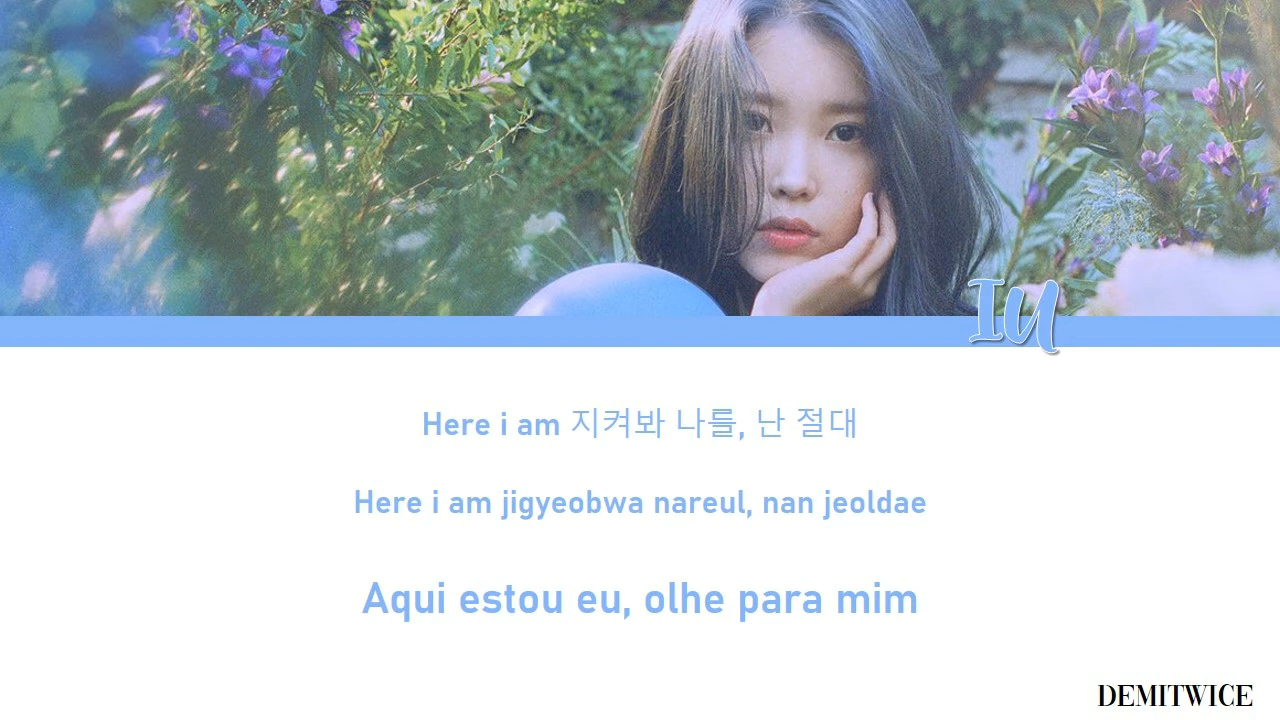 IU
Here i am 지켜봐 나를, 난 절대
Here i am jigyeobwa nareul, nan jeoldae
Aqui estou eu, olhe para mim
DEMITWICE